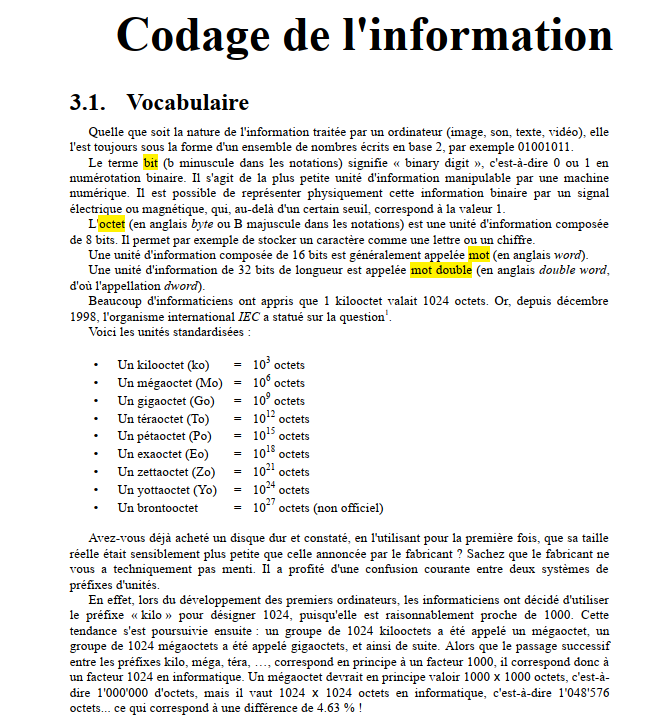 Codage de l'information
3.1. Vocabulaire
Quelle que soit la nature de l'information traitée par un ordinateur (image, son, texte, vidéo), elle
l'est toujours sous la forme d'un ensemble de nombres écrits en base 2, par exemple 01001011.
Le terme bit (b minuscule dans les notations) signifie « binary digit », c'est-à-dire 0 ou 1 en
numérotation binaire. Il s'agit de la plus petite unité d'information manipulable par une machine
numérique. Il est possible de représenter physiquement cette information binaire par un signal
électrique ou magnétique, qui, au-delà d'un certain seuil, correspond à la valeur 1.
L'octet (en anglais byte ou B majuscule dans les notations) est une unité d'information composée
de 8 bits. Il permet par exemple de stocker un caractère comme une lettre ou un chiffre.
Une unité d'information composée de 16 bits est généralement appelée mot (en anglais word).
Une unité d'information de 32 bits de longueur est appelée mot double (en anglais double word,
d'où l'appellation dword).
Beaucoup d'informaticiens ont appris que 1 kilooctet valait 1024 octets. Or, depuis décembre
1998, l'organisme international IEC a statué sur la question¹.
Voici les unités standardisées :
• Un kilooctet (ko) = 10³ octets
• Un mégaoctet (Mo) = 10⁶ octets
• Un gigaoctet (Go) = 10⁹ octets
• Un téraoctet (To) = 10¹² octets
• Un pétaoctet (Po) = 10¹⁵ octets
• Un exaoctet (Eo) = 10¹⁸ octets
• Un zettaoctet (Zo) = 10²¹ octets
• Un yottaoctet (Yo) = 10²⁴ octets
• Un brontooctet = 10²⁷ octets (non officiel)
Avez-vous déjà acheté un disque dur et constaté, en l'utilisant pour la première fois, que sa taille
réelle était sensiblement plus petite que celle annoncée par le fabricant ? Sachez que le fabricant ne
vous a techniquement pas menti. Il a profité d'une confusion courante entre deux systèmes de
préfixes d'unités.
En effet, lors du développement des premiers ordinateurs, les informaticiens ont décidé d'utiliser
le préfixe « kilo » pour désigner 1024, puisqu'elle est raisonnablement proche de 1000. Cette
tendance s'est poursuivie ensuite : un groupe de 1024 kilooctets a été appelé un mégaoctet, un
groupe de 1024 mégaoctets a été appelé gigaoctets, et ainsi de suite. Alors que le passage successif
entre les préfixes kilo, méga, téra, …, correspond en principe à un facteur 1000, il correspond donc à
un facteur 1024 en informatique. Un mégaoctet devrait en principe valoir 1000 x 1000 octets, c'est-à-
dire 1'000'000 d'octets, mais il vaut 1024 x 1024 octets en informatique, c'est-à-dire 1'048'576
octets... ce qui correspond à une différence de 4.63 % !